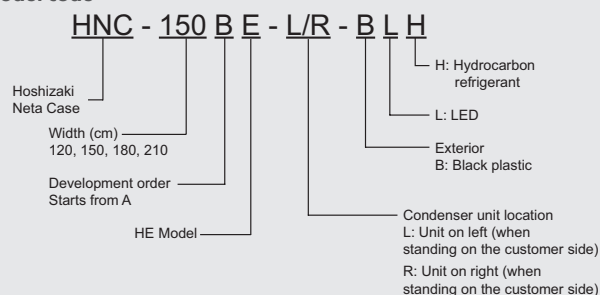 HNC - 150 B E - L/R - B L H
H: Hydrocarbon
refrigerant
Hoshizaki
Neta Case
L: LED
Width (cm)
120, 150, 180, 210
Exterior
B: Black plastic
Development order
Starts from A
HE Model
Condenser unit location
L: Unit on left (when
standing on the customer side)
R: Unit on right (when
standing on the customer side)